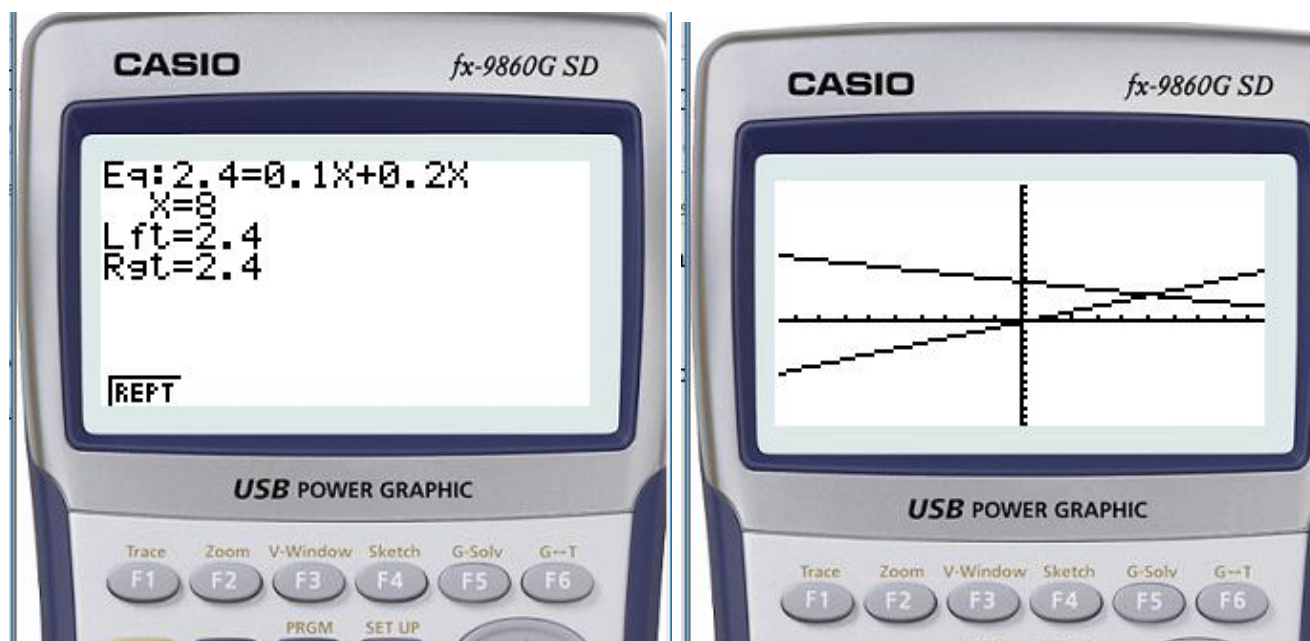 CASIO fx-9860G SD
Eq:2.4=0.1X+0.2X
X=8
Lft=2.4
Rgt=2.4
REPT
USB POWER GRAPHIC
Trace Zoom V-Window Sketch G-Solv G↔T
F1 F2 F3 F4 F5 F6
PRGM SET UP
CASIO fx-9860G SD
USB POWER GRAPHIC
Trace Zoom V-Window Sketch G-Solv G↔T
F1 F2 F3 F4 F5 F6